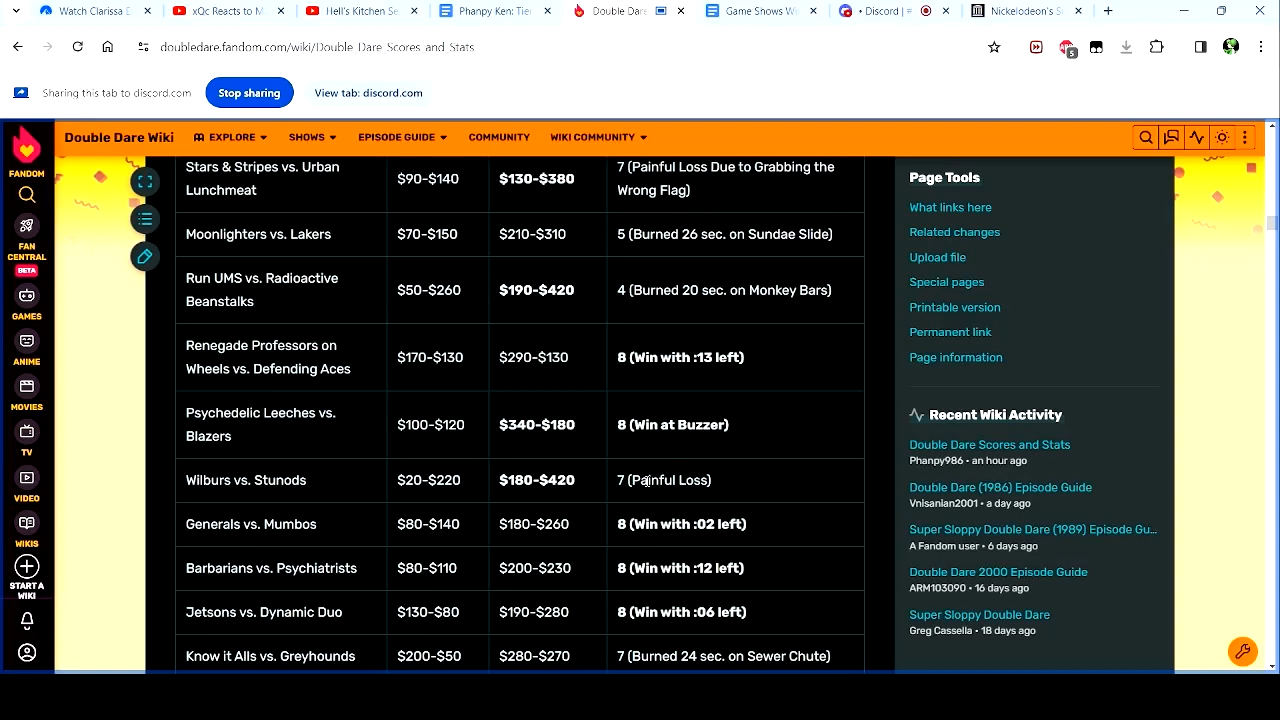 Watch Clarissa E
xQc Reacts to M
Hell's Kitchen Se
Phanpy Ken: Tier
Double Dare
Game Shows Wi
• Discord | #
Nickelodeon's S
doubledare.fandom.com/wiki/Double_Dare_Scores_and_Stats
5
Sharing this tab to discord.com
Stop sharing
View tab: discord.com
FANDOM
FAN
CENTRAL
BETA
GAMES
ANIME
MOVIES
TV
VIDEO
WIKIS
START A
WIKI
Double Dare Wiki
EXPLORE
SHOWS
EPISODE GUIDE
COMMUNITY
WIKI COMMUNITY
Stars & Stripes vs. Urban
Lunchmeat
$90-$140
$130-$380
7 (Painful Loss Due to Grabbing the
Wrong Flag)
Moonlighters vs. Lakers
$70-$150
$210-$310
5 (Burned 26 sec. on Sundae Slide)
Run UMS vs. Radioactive
Beanstalks
$50-$260
$190-$420
4 (Burned 20 sec. on Monkey Bars)
Renegade Professors on
Wheels vs. Defending Aces
$170-$130
$290-$130
8 (Win with :13 left)
Psychedelic Leeches vs.
Blazers
$100-$120
$340-$180
8 (Win at Buzzer)
Wilburs vs. Stunods
$20-$220
$180-$420
7 (Painful Loss)
Generals vs. Mumbos
$80-$140
$180-$260
8 (Win with :02 left)
Barbarians vs. Psychiatrists
$80-$110
$200-$230
8 (Win with :12 left)
Jetsons vs. Dynamic Duo
$130-$80
$190-$280
8 (Win with :06 left)
Know it Alls vs. Greyhounds
$200-$50
$280-$270
7 (Burned 24 sec. on Sewer Chute)
Page Tools
What links here
Related changes
Upload file
Special pages
Printable version
Permanent link
Page information
Recent Wiki Activity
Double Dare Scores and Stats
Phanpy986 • an hour ago
Double Dare (1986) Episode Guide
Vnisanian2001 • a day ago
Super Sloppy Double Dare (1989) Episode Gu...
A Fandom user • 6 days ago
Double Dare 2000 Episode Guide
ARM103090 • 16 days ago
Super Sloppy Double Dare
Greg Cassella • 18 days ago